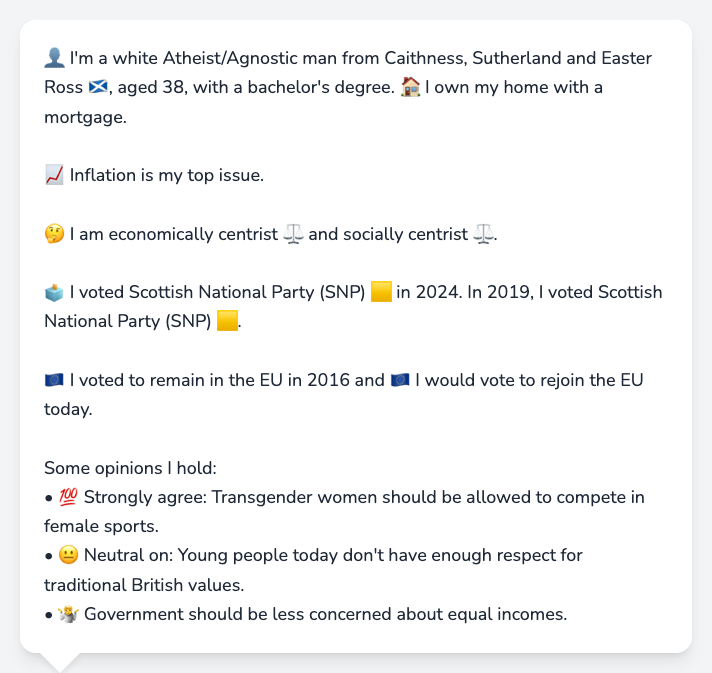 👤 I'm a white Atheist/Agnostic man from Caithness, Sutherland and Easter
Ross 🏴󠁧󠁢󠁳󠁣󠁴󠁿, aged 38, with a bachelor's degree. 🏠 I own my home with a
mortgage.
📈 Inflation is my top issue.
🤔 I am economically centrist ⚖️ and socially centrist ⚖️.
🗳️ I voted Scottish National Party (SNP) 🟨 in 2024. In 2019, I voted Scottish
National Party (SNP) 🟨.
🇪🇺 I voted to remain in the EU in 2016 and 🇪🇺 I would vote to rejoin the EU
today.
Some opinions I hold:
• 💯 Strongly agree: Transgender women should be allowed to compete in
female sports.
• 😐 Neutral on: Young people today don't have enough respect for
traditional British values.
• 🤷 Government should be less concerned about equal incomes.